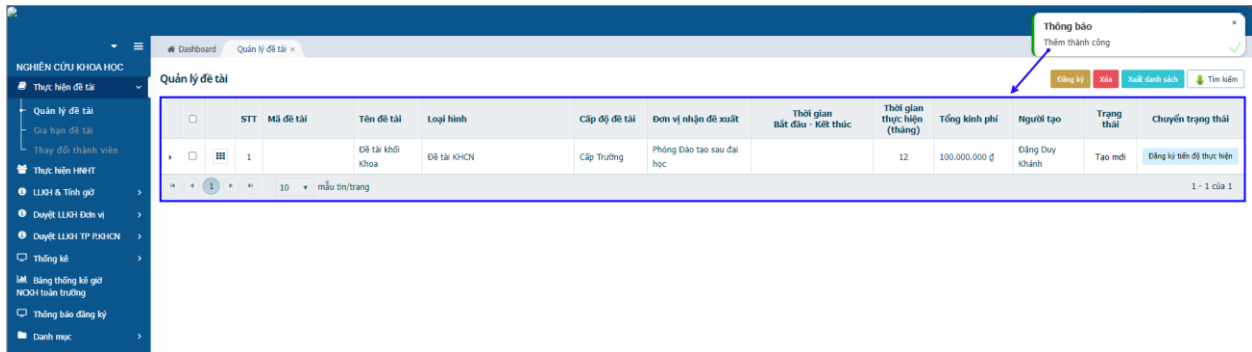 Thông báo ×
Thêm thành công
Dashboard
Quản lý đề tài ×
NGHIÊN CỨU KHOA HỌC
Thực hiện đề tài
Quản lý đề tài
Gia hạn đề tài
Thay đổi thành viên
Thực hiện HNHT
LLKH & Tính giờ
Duyệt LLKH Đơn vị
Duyệt LLKH TP P.KHCN
Thống kê
Bảng thống kê giờ
NCKH toàn trường
Thông báo đăng ký
Danh mục
Quản lý đề tài
Đăng ký Xóa Xuất danh sách Tìm kiếm
STT Mã đề tài Tên đề tài Loại hình Cấp độ đề tài Đơn vị nhận đề xuất Thời gian Bắt đầu - Kết thúc Thời gian thực hiện (tháng) Tổng kinh phí Người tạo Trạng thái Chuyển trạng thái
1 Đề tài khối Khoa Đề tài KHCN Cấp Trường Phòng Đào tạo sau đại học 12 100.000.000 ₫ Đặng Duy Khánh Tạo mới Đăng ký tiến độ thực hiện
1 10 mẫu tin/trang 1 - 1 của 1